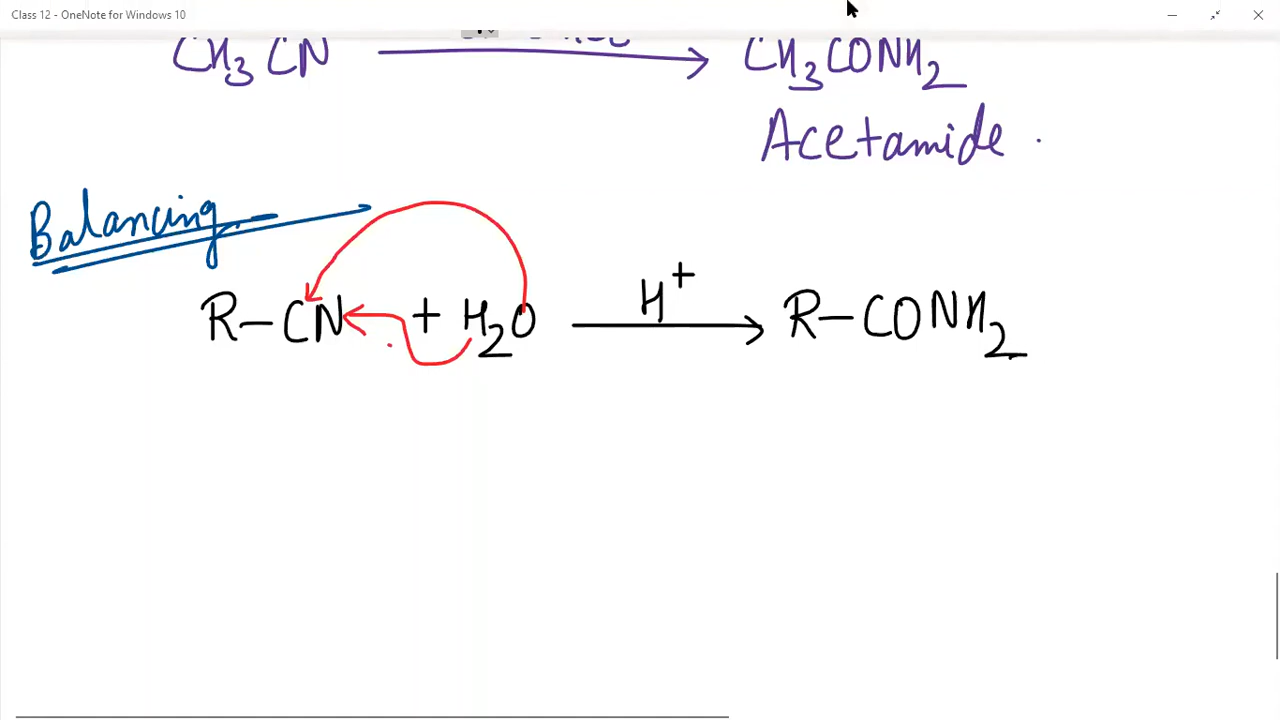 Class 12 - OneNote for Windows 10
CH3CN CH3CONH2
Acetamide .
Balancing
R-CN + H2O H+ R-CONH2